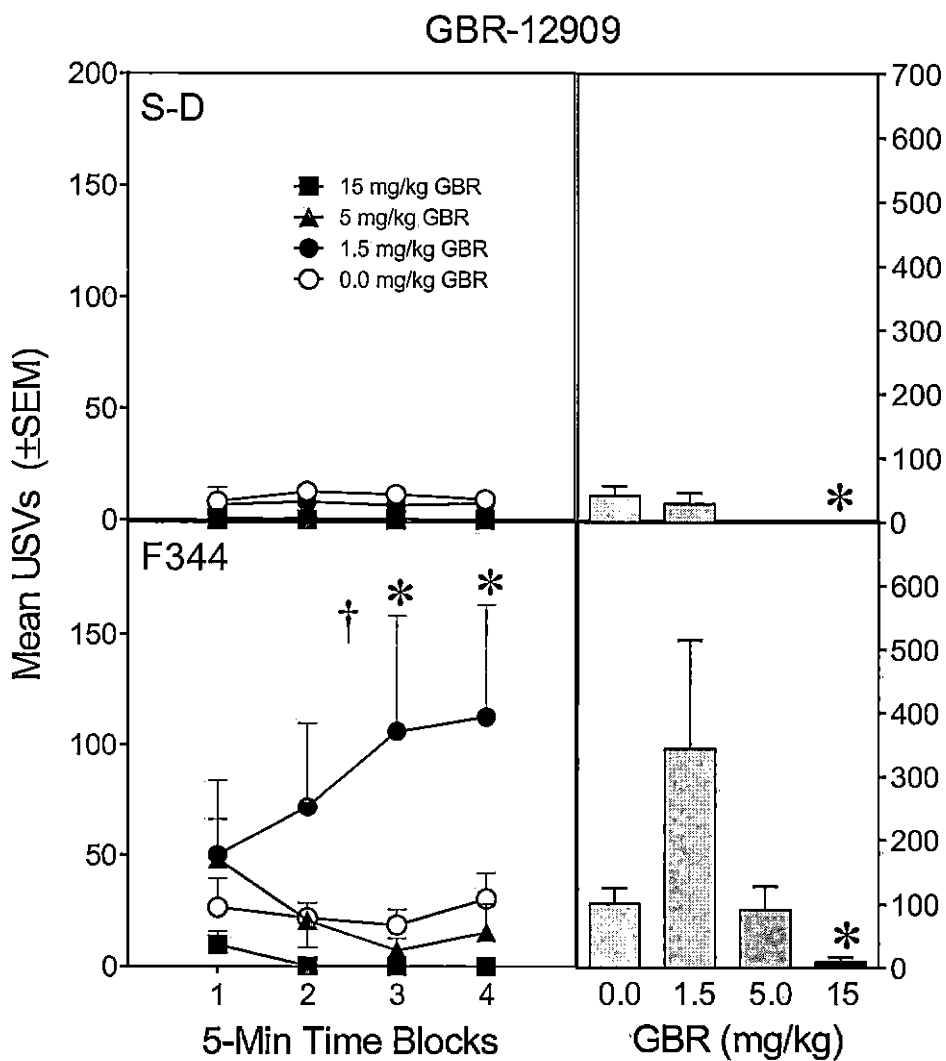 GBR-12909
200
150
100
50
0
S-D
15 mg/kg GBR
5 mg/kg GBR
1.5 mg/kg GBR
0.0 mg/kg GBR
700
600
500
400
300
200
100
0
*
Mean USVs (±SEM)
F344
† * *
150
100
50
0
1 2 3 4
5-Min Time Blocks
600
500
400
300
200
100
0
*
0.0 1.5 5.0 15
GBR (mg/kg)